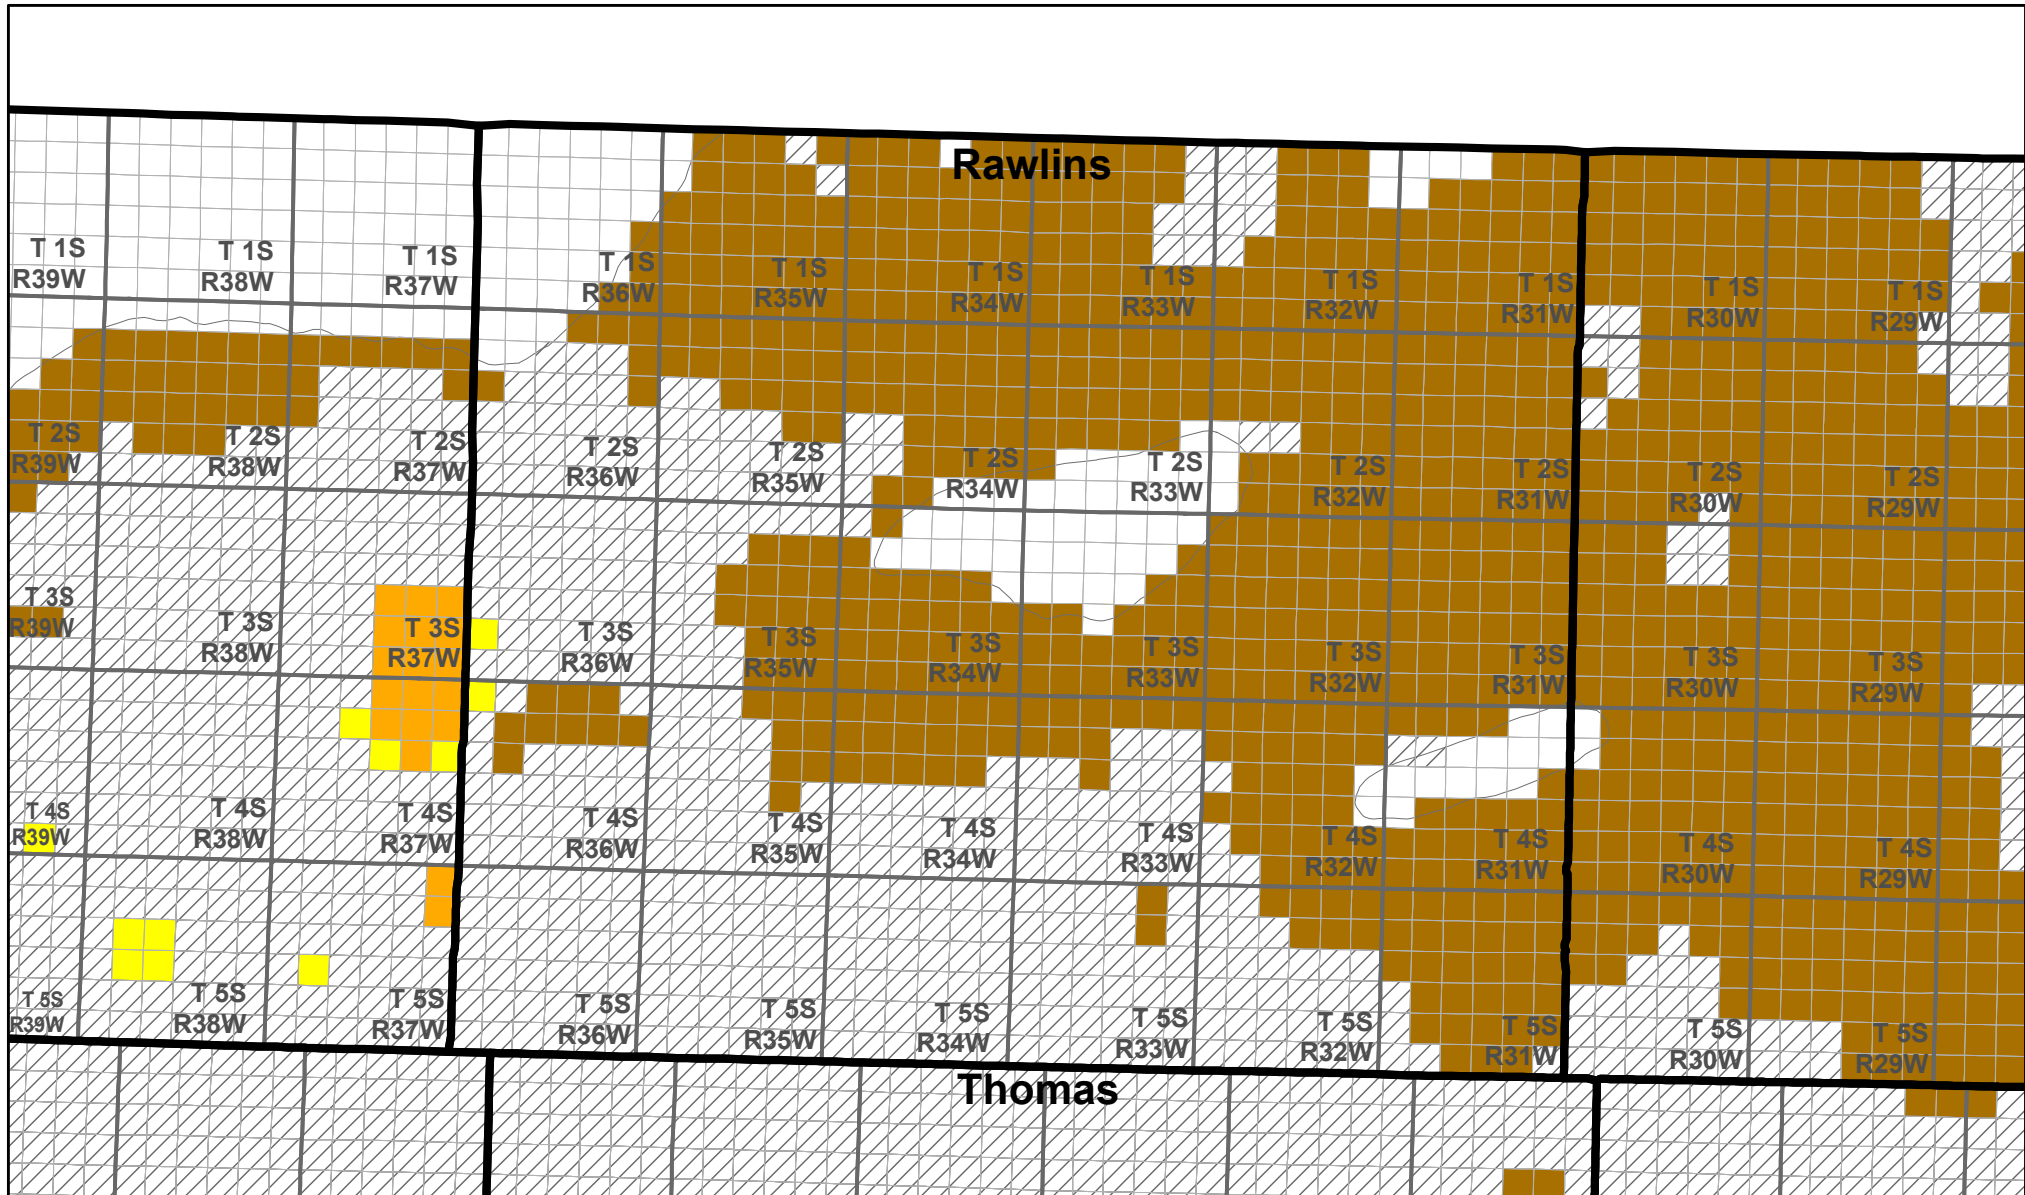 Rawlins
T 1S
R39W
T 1S
R38W
T 1S
R37W
T 1S
R36W
T 1S
R35W
T 1S
R34W
T 1S
R33W
T 1S
R32W
T 1S
R31W
T 1S
R30W
T 1S
R29W
T 2S
R39W
T 2S
R38W
T 2S
R37W
T 2S
R36W
T 2S
R35W
T 2S
R34W
T 2S
R33W
T 2S
R32W
T 2S
R31W
T 2S
R30W
T 2S
R29W
T 3S
R39W
T 3S
R38W
T 3S
R37W
T 3S
R36W
T 3S
R35W
T 3S
R34W
T 3S
R33W
T 3S
R32W
T 3S
R31W
T 3S
R30W
T 3S
R29W
T 4S
R39W
T 4S
R38W
T 4S
R37W
T 4S
R36W
T 4S
R35W
T 4S
R34W
T 4S
R33W
T 4S
R32W
T 4S
R31W
T 4S
R30W
T 4S
R29W
T 5S
R39W
T 5S
R38W
T 5S
R37W
T 5S
R36W
T 5S
R35W
T 5S
R34W
T 5S
R33W
T 5S
R32W
T 5S
R31W
T 5S
R30W
T 5S
R29W
Thomas